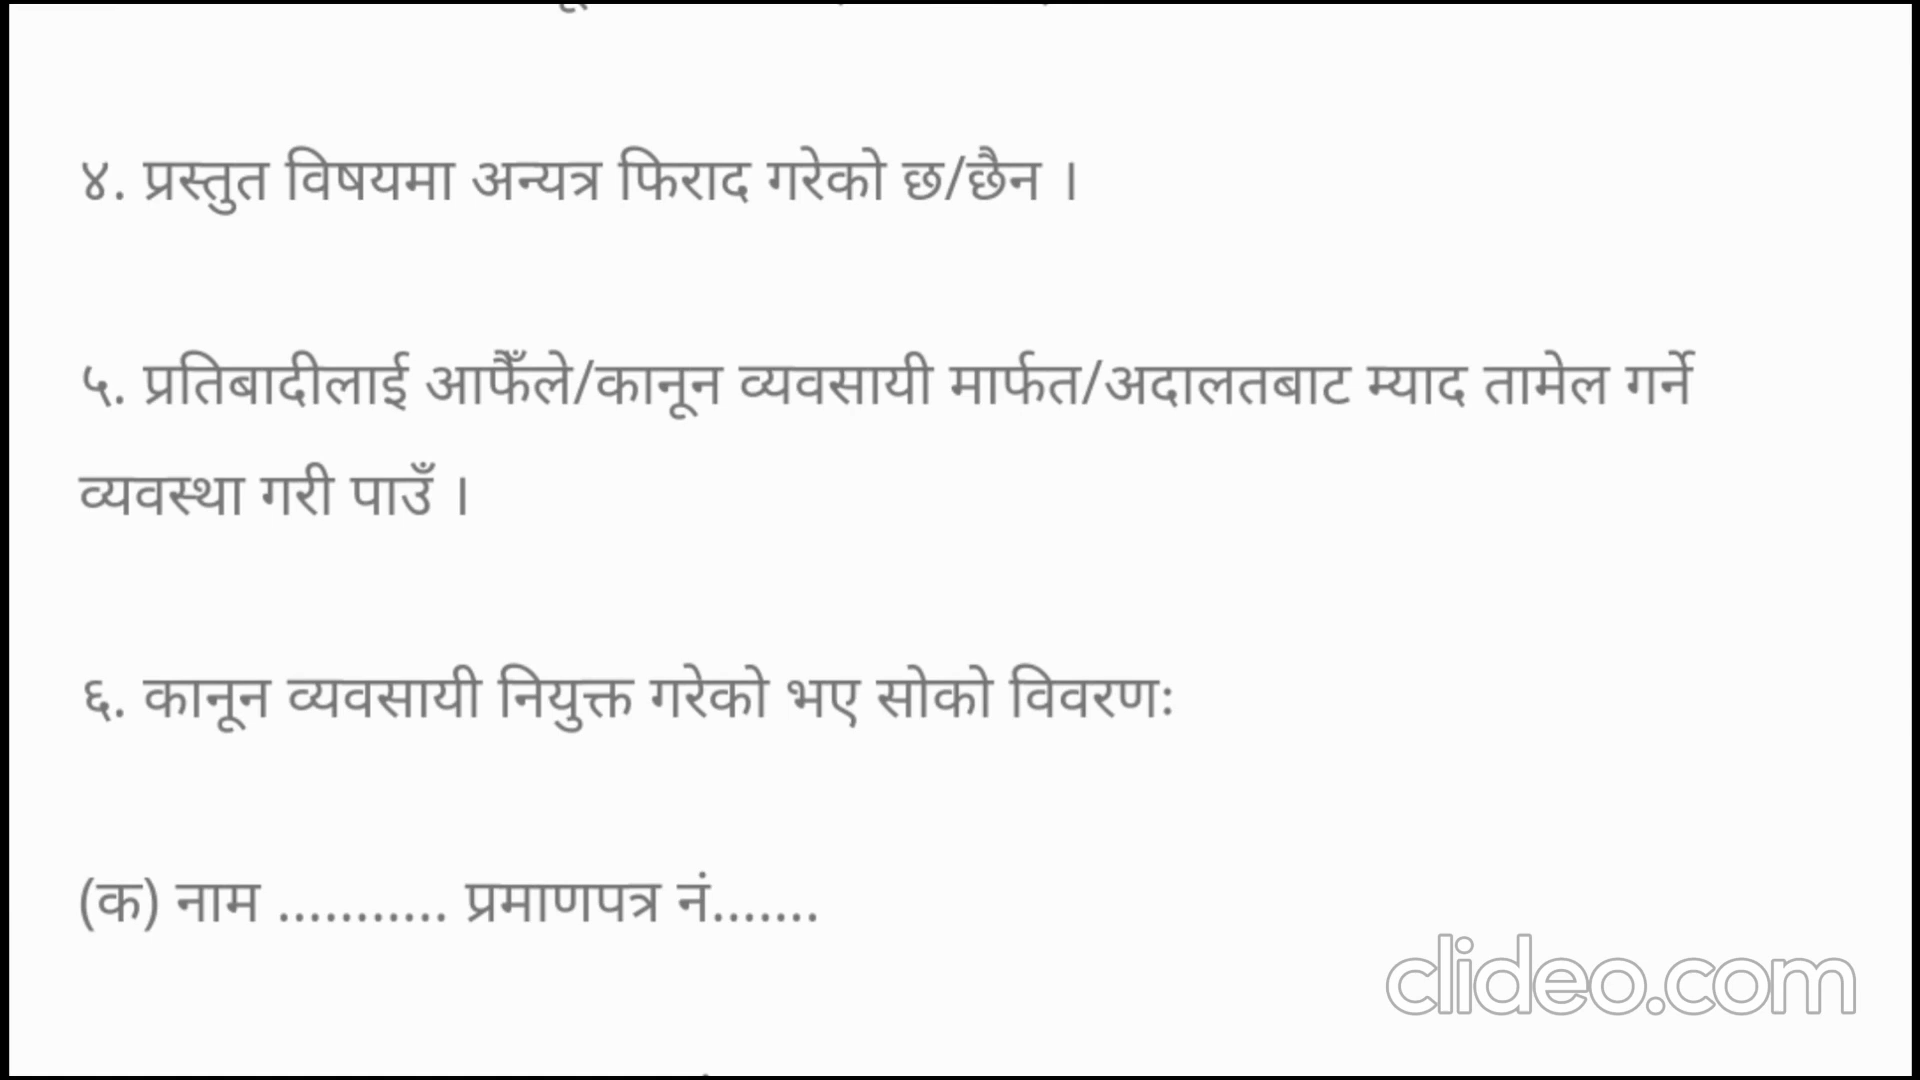 ४. प्रस्तुत विषयमा अन्यत्र फिराद गरेको छ/छैन ।
५. प्रतिबादीलाई आफैँले/कानून व्यवसायी मार्फत/अदालतबाट म्याद तामेल गर्ने
व्यवस्था गरी पाउँ ।
६. कानून व्यवसायी नियुक्त गरेको भए सोको विवरणः
(क) नाम ........... प्रमाणपत्र नं.......
clideo.com